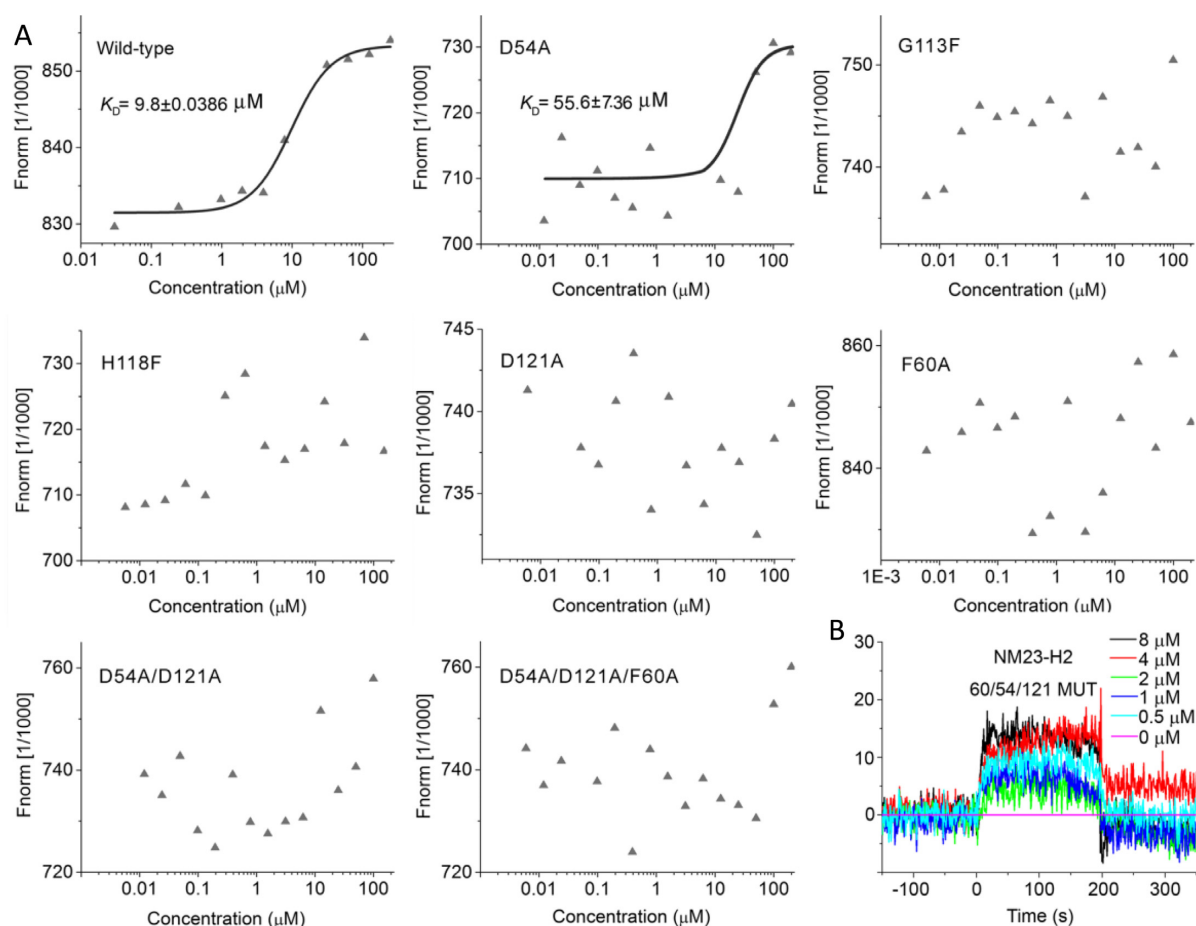 A
Wild-type
K_D= 9.8±0.0386 μM
Fnorm [1/1000]
850
840
830
0.01 0.1 1 10 100
Concentration (μM)
D54A
K_D= 55.6±7.36 μM
Fnorm [1/1000]
730
720
710
700
0.01 0.1 1 10 100
Concentration (μM)
G113F
Fnorm [1/1000]
750
740
0.01 0.1 1 10 100
Concentration (μM)
H118F
Fnorm [1/1000]
730
720
710
700
0.01 0.1 1 10 100
Concentration (μM)
D121A
Fnorm [1/1000]
745
740
735
0.01 0.1 1 10 100
Concentration (μM)
F60A
Fnorm [1/1000]
860
840
1E-3 0.01 0.1 1 10 100
Concentration (μM)
D54A/D121A
Fnorm [1/1000]
760
740
720
0.01 0.1 1 10 100
Concentration (μM)
D54A/D121A/F60A
Fnorm [1/1000]
760
740
720
0.01 0.1 1 10 100
Concentration (μM)
B
NM23-H2
60/54/121 MUT
8 μM
4 μM
2 μM
1 μM
0.5 μM
0 μM
30
20
10
0
-10
-100 0 100 200 300
Time (s)